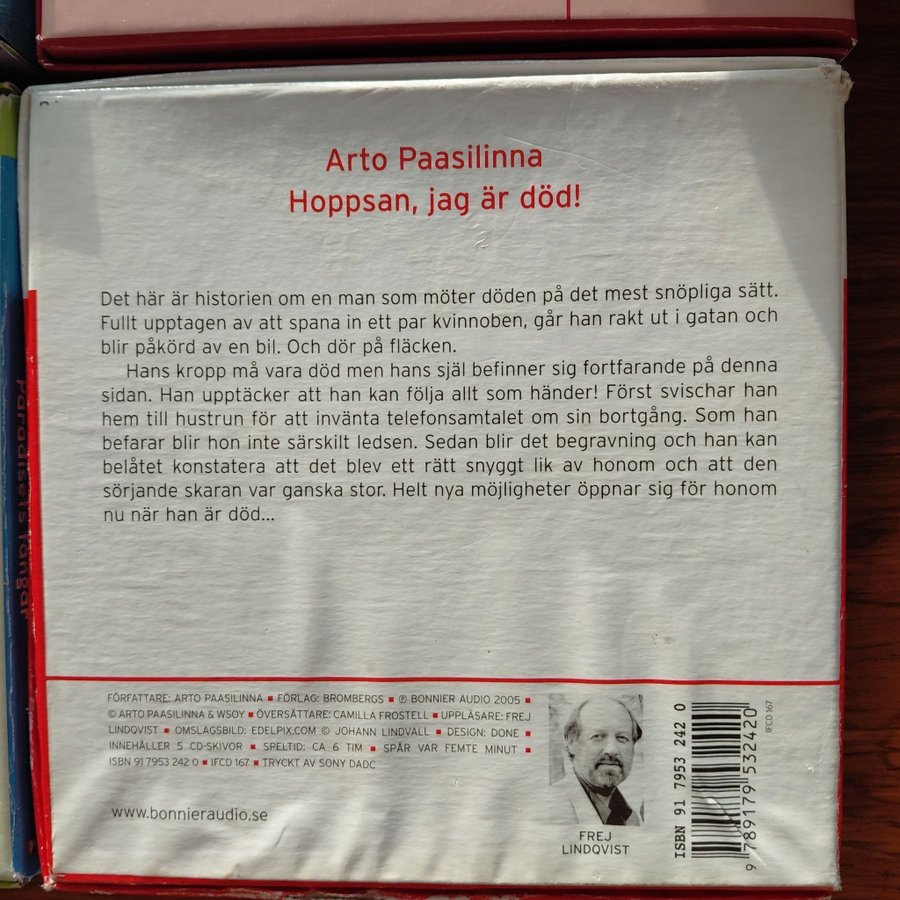 Arto Paasilinna
Hoppsan, jag är död!
Det här är historien om en man som möter döden på det mest snöpliga sätt.
Fullt upptagen av att spana in ett par kvinnoben, går han rakt ut i gatan och
blir påkörd av en bil. Och dör på fläcken.
Hans kropp må vara död men hans själ befinner sig fortfarande på denna
sidan. Han upptäcker att han kan följa allt som händer! Först svischar han
hem till hustrun för att invänta telefonsamtalet om sin bortgång. Som han
befarar blir hon inte särskilt ledsen. Sedan blir det begravning och han kan
belåtet konstatera att det blev ett rätt snyggt lik av honom och att den
sörjande skaran var ganska stor. Helt nya möjligheter öppnar sig för honom
nu när han är död...
FÖRFATTARE: ARTO PAASILINNA ▪ FÖRLAG: BROMBERGS ▪ ℗ BONNIER AUDIO 2005 ▪
© ARTO PAASILINNA & WSOY ▪ ÖVERSÄTTARE: CAMILLA FROSTELL ▪ UPPLÄSARE: FREJ
LINDQVIST ▪ OMSLAGSBILD: EDELPIX.COM © JOHANN LINDVALL ▪ DESIGN: DONE ▪
INNEHÅLLER 5 CD-SKIVOR ▪ SPELTID: CA 6 TIM ▪ SPÅR VAR FEMTE MINUT ▪
ISBN 91 7953 242 0 ▪ IFCD 167 ▪ TRYCKT AV SONY DADC
www.bonnieraudio.se
FREJ
LINDQVIST
ISBN 91 7953 242 0
9 789179 532420
IFCD 167
paradisets fångar